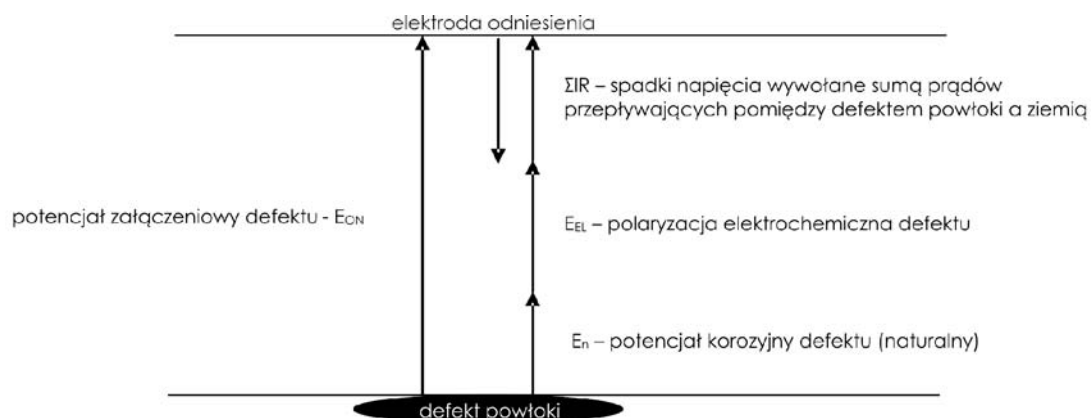 elektroda odniesienia
ΣIR – spadki napięcia wywołane sumą prądów
przepływających pomiędzy defektem powłoki a ziemią
potencjał załączeniowy defektu - EON
EEL – polaryzacja elektrochemiczna defektu
En – potencjał korozyjny defektu (naturalny)
defekt powłoki